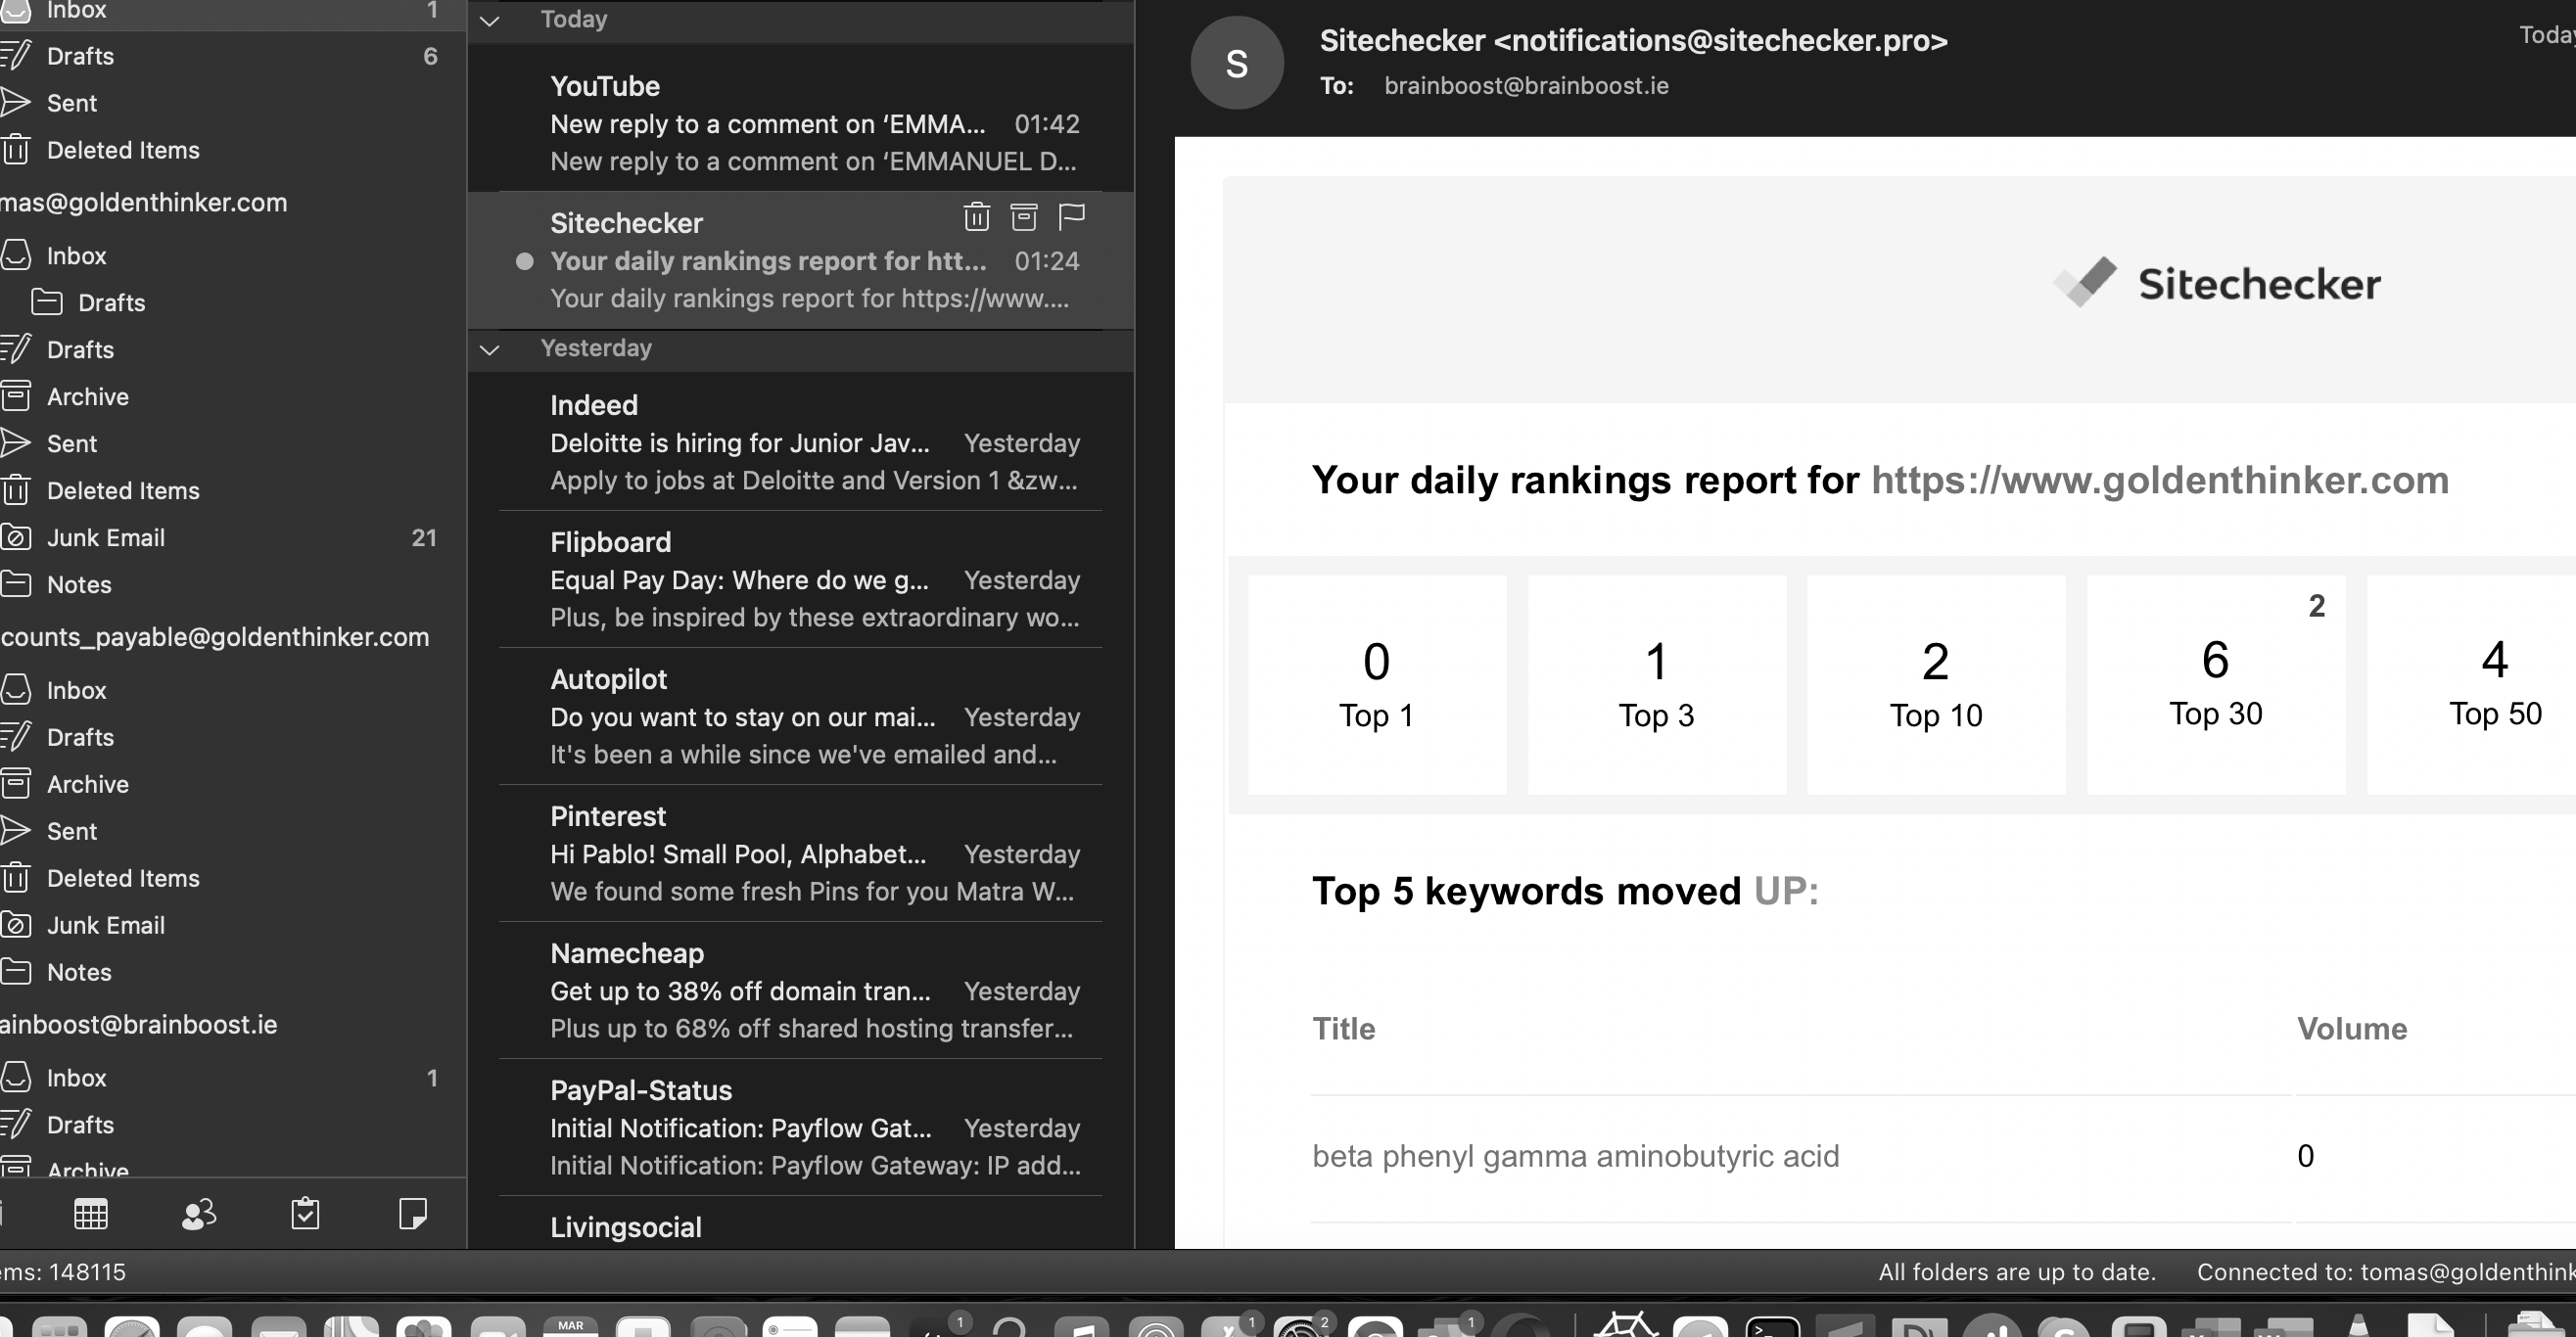 Inbox 1
Drafts 6
Sent
Deleted Items
mas@goldenthinker.com
Inbox
Drafts
Drafts
Archive
Sent
Deleted Items
Junk Email 21
Notes
counts_payable@goldenthinker.com
Inbox
Drafts
Archive
Sent
Deleted Items
Junk Email
Notes
ainboost@brainboost.ie
Inbox 1
Drafts
Archive
Today
YouTube
New reply to a comment on ‘EMMA... 01:42
New reply to a comment on ‘EMMANUEL D...
Sitechecker
Your daily rankings report for htt... 01:24
Your daily rankings report for https://www....
Yesterday
Indeed
Deloitte is hiring for Junior Jav... Yesterday
Apply to jobs at Deloitte and Version 1 &zw...
Flipboard
Equal Pay Day: Where do we g... Yesterday
Plus, be inspired by these extraordinary wo...
Autopilot
Do you want to stay on our mai... Yesterday
It's been a while since we've emailed and...
Pinterest
Hi Pablo! Small Pool, Alphabet... Yesterday
We found some fresh Pins for you Matra W...
Namecheap
Get up to 38% off domain tran... Yesterday
Plus up to 68% off shared hosting transfer...
PayPal-Status
Initial Notification: Payflow Gat... Yesterday
Initial Notification: Payflow Gateway: IP add...
Livingsocial
S
Sitechecker <notifications@sitechecker.pro>
Today
To: brainboost@brainboost.ie
Sitechecker
Your daily rankings report for https://www.goldenthinker.com
0
Top 1
1
Top 3
2
Top 10
2
6
Top 30
4
Top 50
Top 5 keywords moved UP:
Title Volume
beta phenyl gamma aminobutyric acid 0
ems: 148115
All folders are up to date. Connected to: tomas@goldenthink
MAR
1
1
2
1